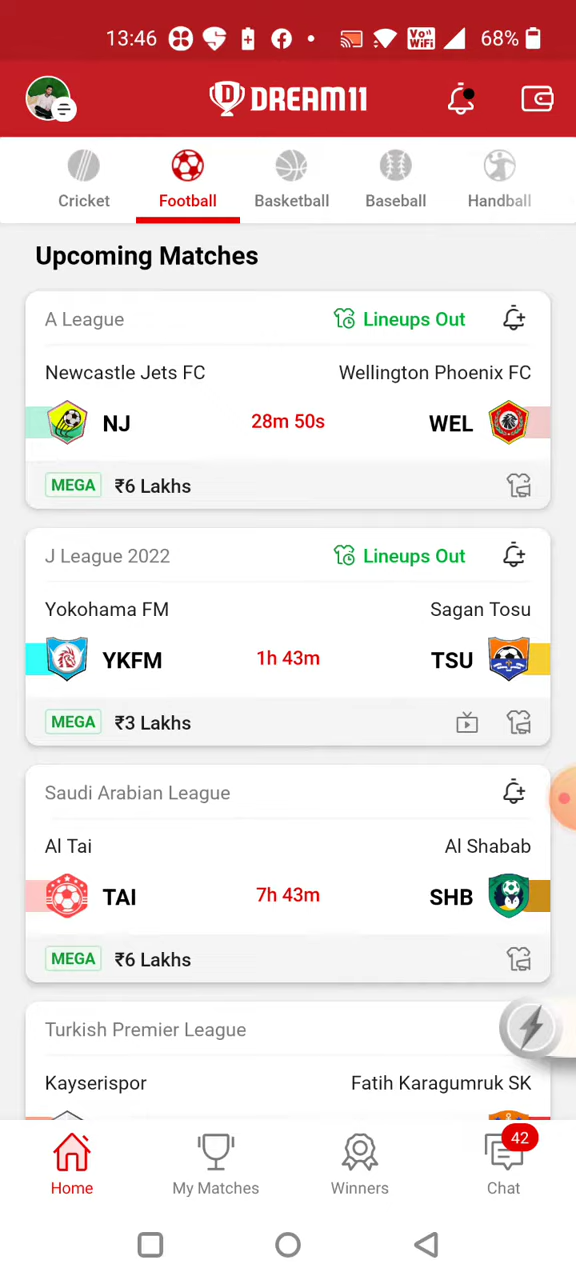 13:46
Vo)) WiFi
68%
DREAM11
Cricket
Football
Basketball
Baseball
Handball
Upcoming Matches
A League
Lineups Out
Newcastle Jets FC
Wellington Phoenix FC
NJ
28m 50s
WEL
MEGA
₹6 Lakhs
J League 2022
Lineups Out
Yokohama FM
Sagan Tosu
YKFM
1h 43m
TSU
MEGA
₹3 Lakhs
Saudi Arabian League
Al Tai
Al Shabab
TAI
7h 43m
SHB
MEGA
₹6 Lakhs
Turkish Premier League
Kayserispor
Fatih Karagumruk SK
42
Home
My Matches
Winners
Chat